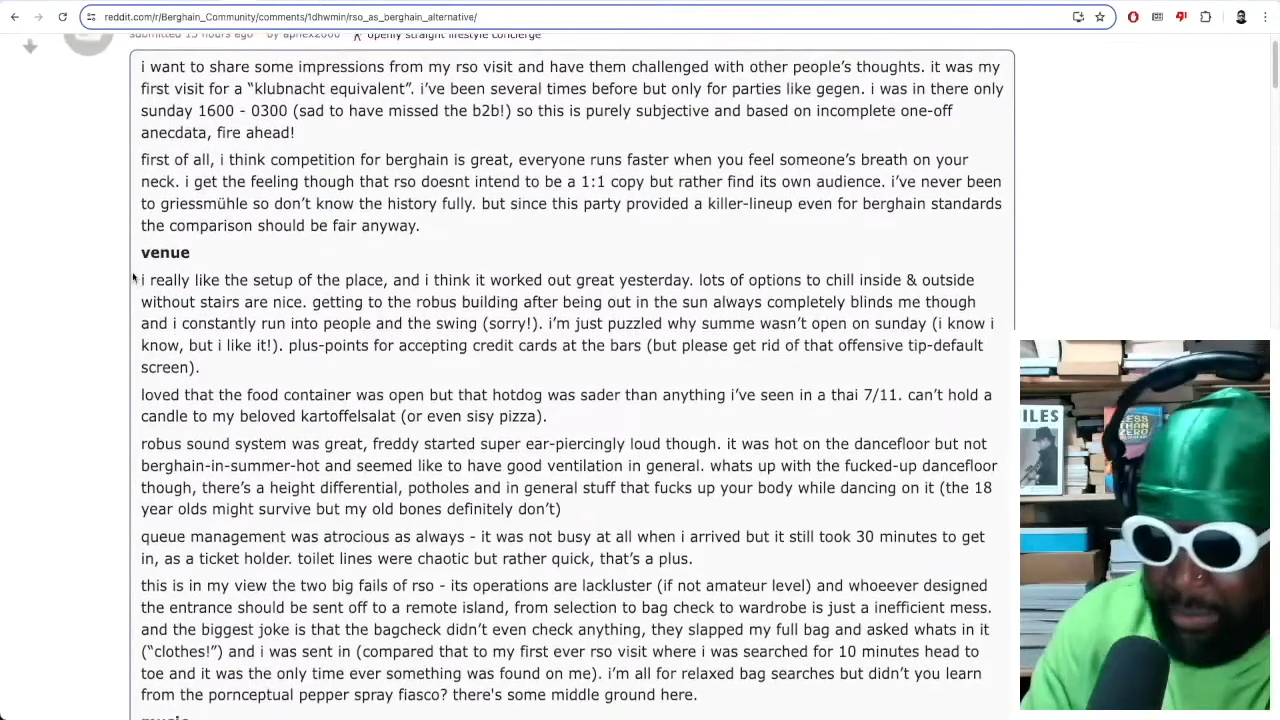 reddit.com/r/Berghain_Community/comments/1dhwmin/rso_as_berghain_alternative/
submitted 15 hours ago by aphex2000 openly straight lifestyle concierge
i want to share some impressions from my rso visit and have them challenged with other people's thoughts. it was my
first visit for a “klubnacht equivalent”. i've been several times before but only for parties like gegen. i was in there only
sunday 1600 - 0300 (sad to have missed the b2b!) so this is purely subjective and based on incomplete one-off
anecdata, fire ahead!
first of all, i think competition for berghain is great, everyone runs faster when you feel someone's breath on your
neck. i get the feeling though that rso doesnt intend to be a 1:1 copy but rather find its own audience. i've never been
to griessmühle so don't know the history fully. but since this party provided a killer-lineup even for berghain standards
the comparison should be fair anyway.
venue
i really like the setup of the place, and i think it worked out great yesterday. lots of options to chill inside & outside
without stairs are nice. getting to the robus building after being out in the sun always completely blinds me though
and i constantly run into people and the swing (sorry!). i'm just puzzled why summe wasn't open on sunday (i know i
know, but i like it!). plus-points for accepting credit cards at the bars (but please get rid of that offensive tip-default
screen).
loved that the food container was open but that hotdog was sader than anything i've seen in a thai 7/11. can't hold a
candle to my beloved kartoffelsalat (or even sisy pizza).
robus sound system was great, freddy started super ear-piercingly loud though. it was hot on the dancefloor but not
berghain-in-summer-hot and seemed like to have good ventilation in general. whats up with the fucked-up dancefloor
though, there's a height differential, potholes and in general stuff that fucks up your body while dancing on it (the 18
year olds might survive but my old bones definitely don't)
queue management was atrocious as always - it was not busy at all when i arrived but it still took 30 minutes to get
in, as a ticket holder. toilet lines were chaotic but rather quick, that's a plus.
this is in my view the two big fails of rso - its operations are lackluster (if not amateur level) and whoeever designed
the entrance should be sent off to a remote island, from selection to bag check to wardrobe is just a inefficient mess.
and the biggest joke is that the bagcheck didn't even check anything, they slapped my full bag and asked whats in it
(“clothes!”) and i was sent in (compared that to my first ever rso visit where i was searched for 10 minutes head to
toe and it was the only time ever something was found on me). i'm all for relaxed bag searches but didn't you learn
from the pornceptual pepper spray fiasco? there's some middle ground here.
music
MILES
LESS
THAN
ZERO